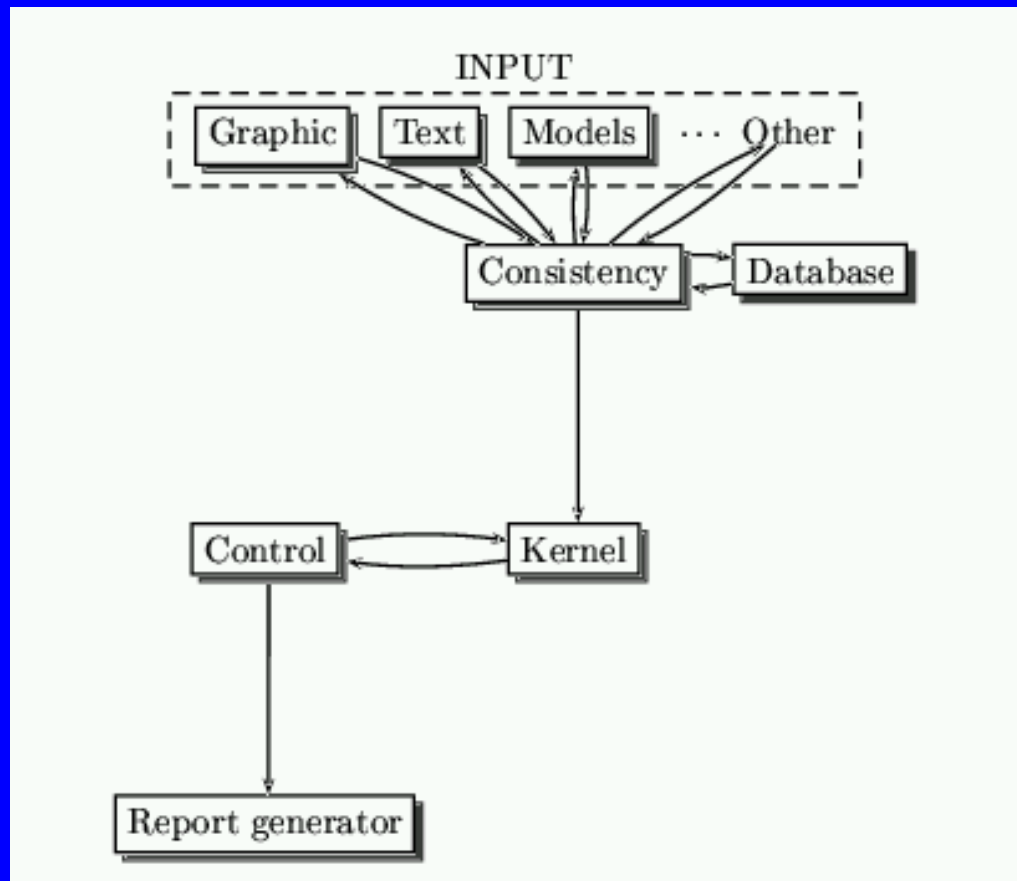 INPUT
Graphic Text Models ··· Other
Consistency Database
Control Kernel
Report generator